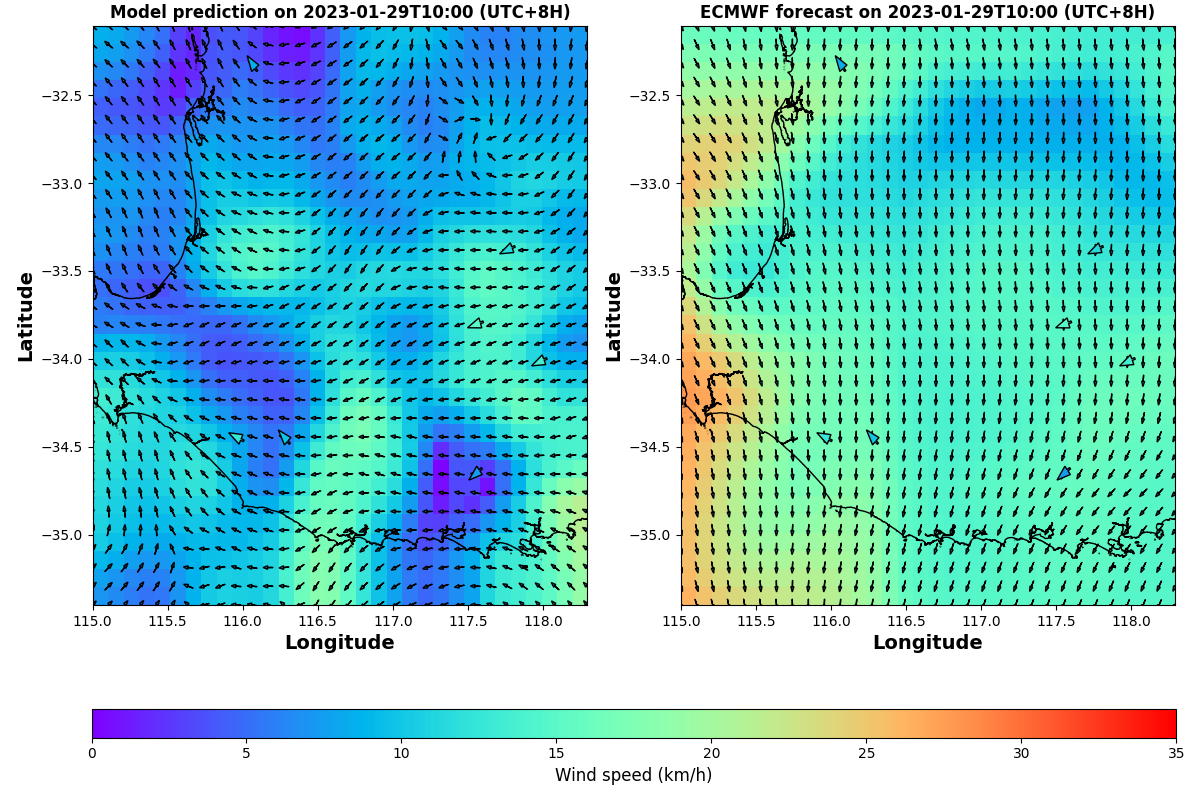 Model prediction on 2023-01-29T10:00 (UTC+8H)
ECMWF forecast on 2023-01-29T10:00 (UTC+8H)
−32.5
−33.0
−33.5
−34.0
−34.5
−35.0
Latitude
115.0 115.5 116.0 116.5 117.0 117.5 118.0
Longitude
−32.5
−33.0
−33.5
−34.0
−34.5
−35.0
Latitude
115.0 115.5 116.0 116.5 117.0 117.5 118.0
Longitude
0 5 10 15 20 25 30 35
Wind speed (km/h)